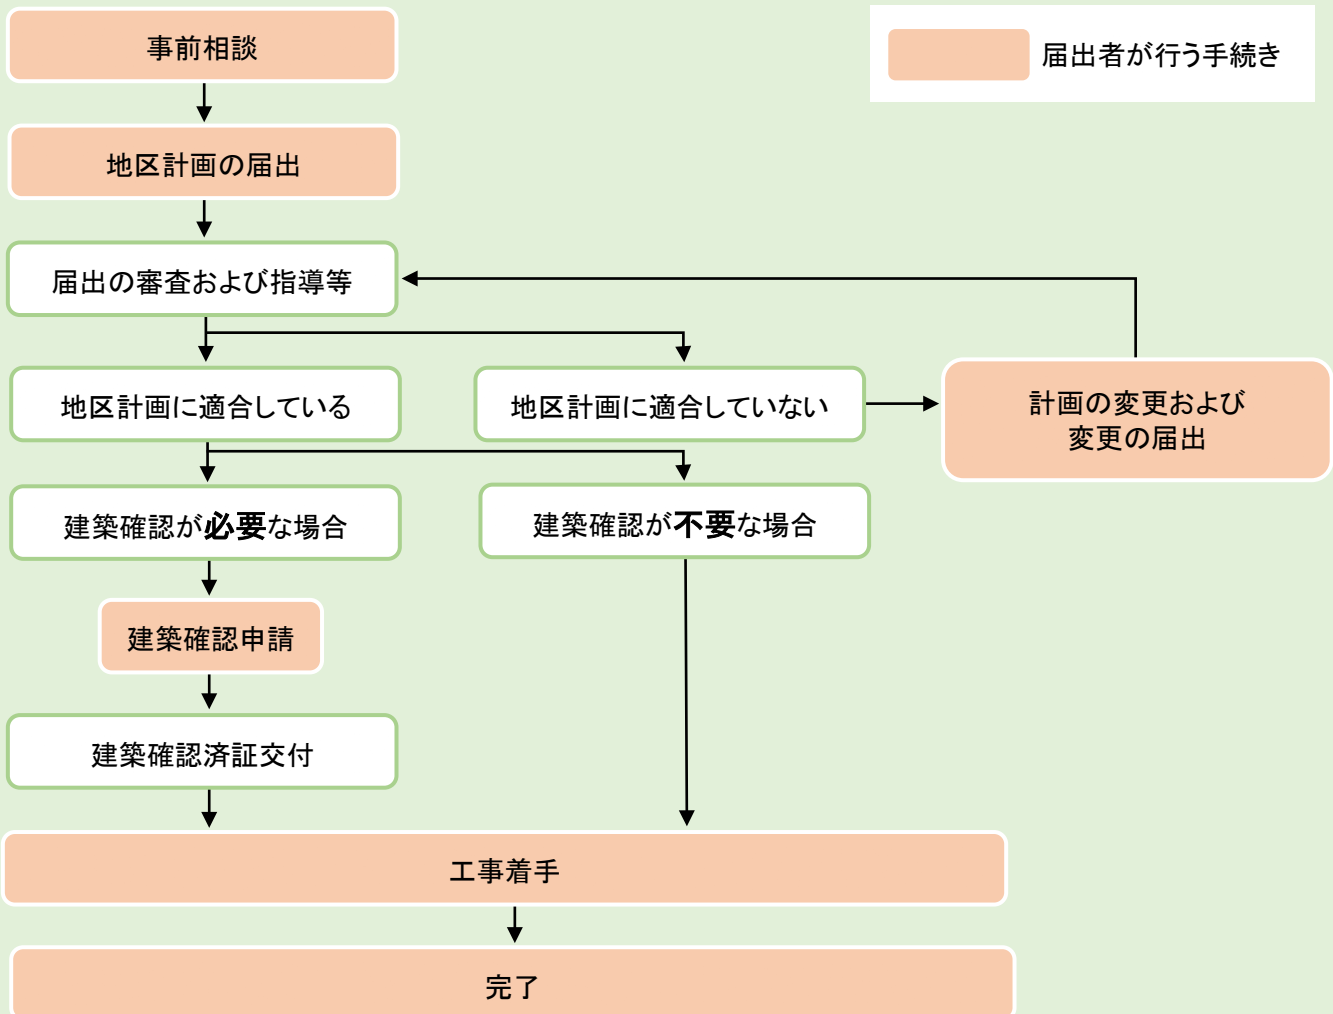 事前相談
届出者が行う手続き
地区計画の届出
届出の審査および指導等
地区計画に適合している
地区計画に適合していない
計画の変更および
変更の届出
建築確認が必要な場合
建築確認が不要な場合
建築確認申請
建築確認済証交付
工事着手
完了